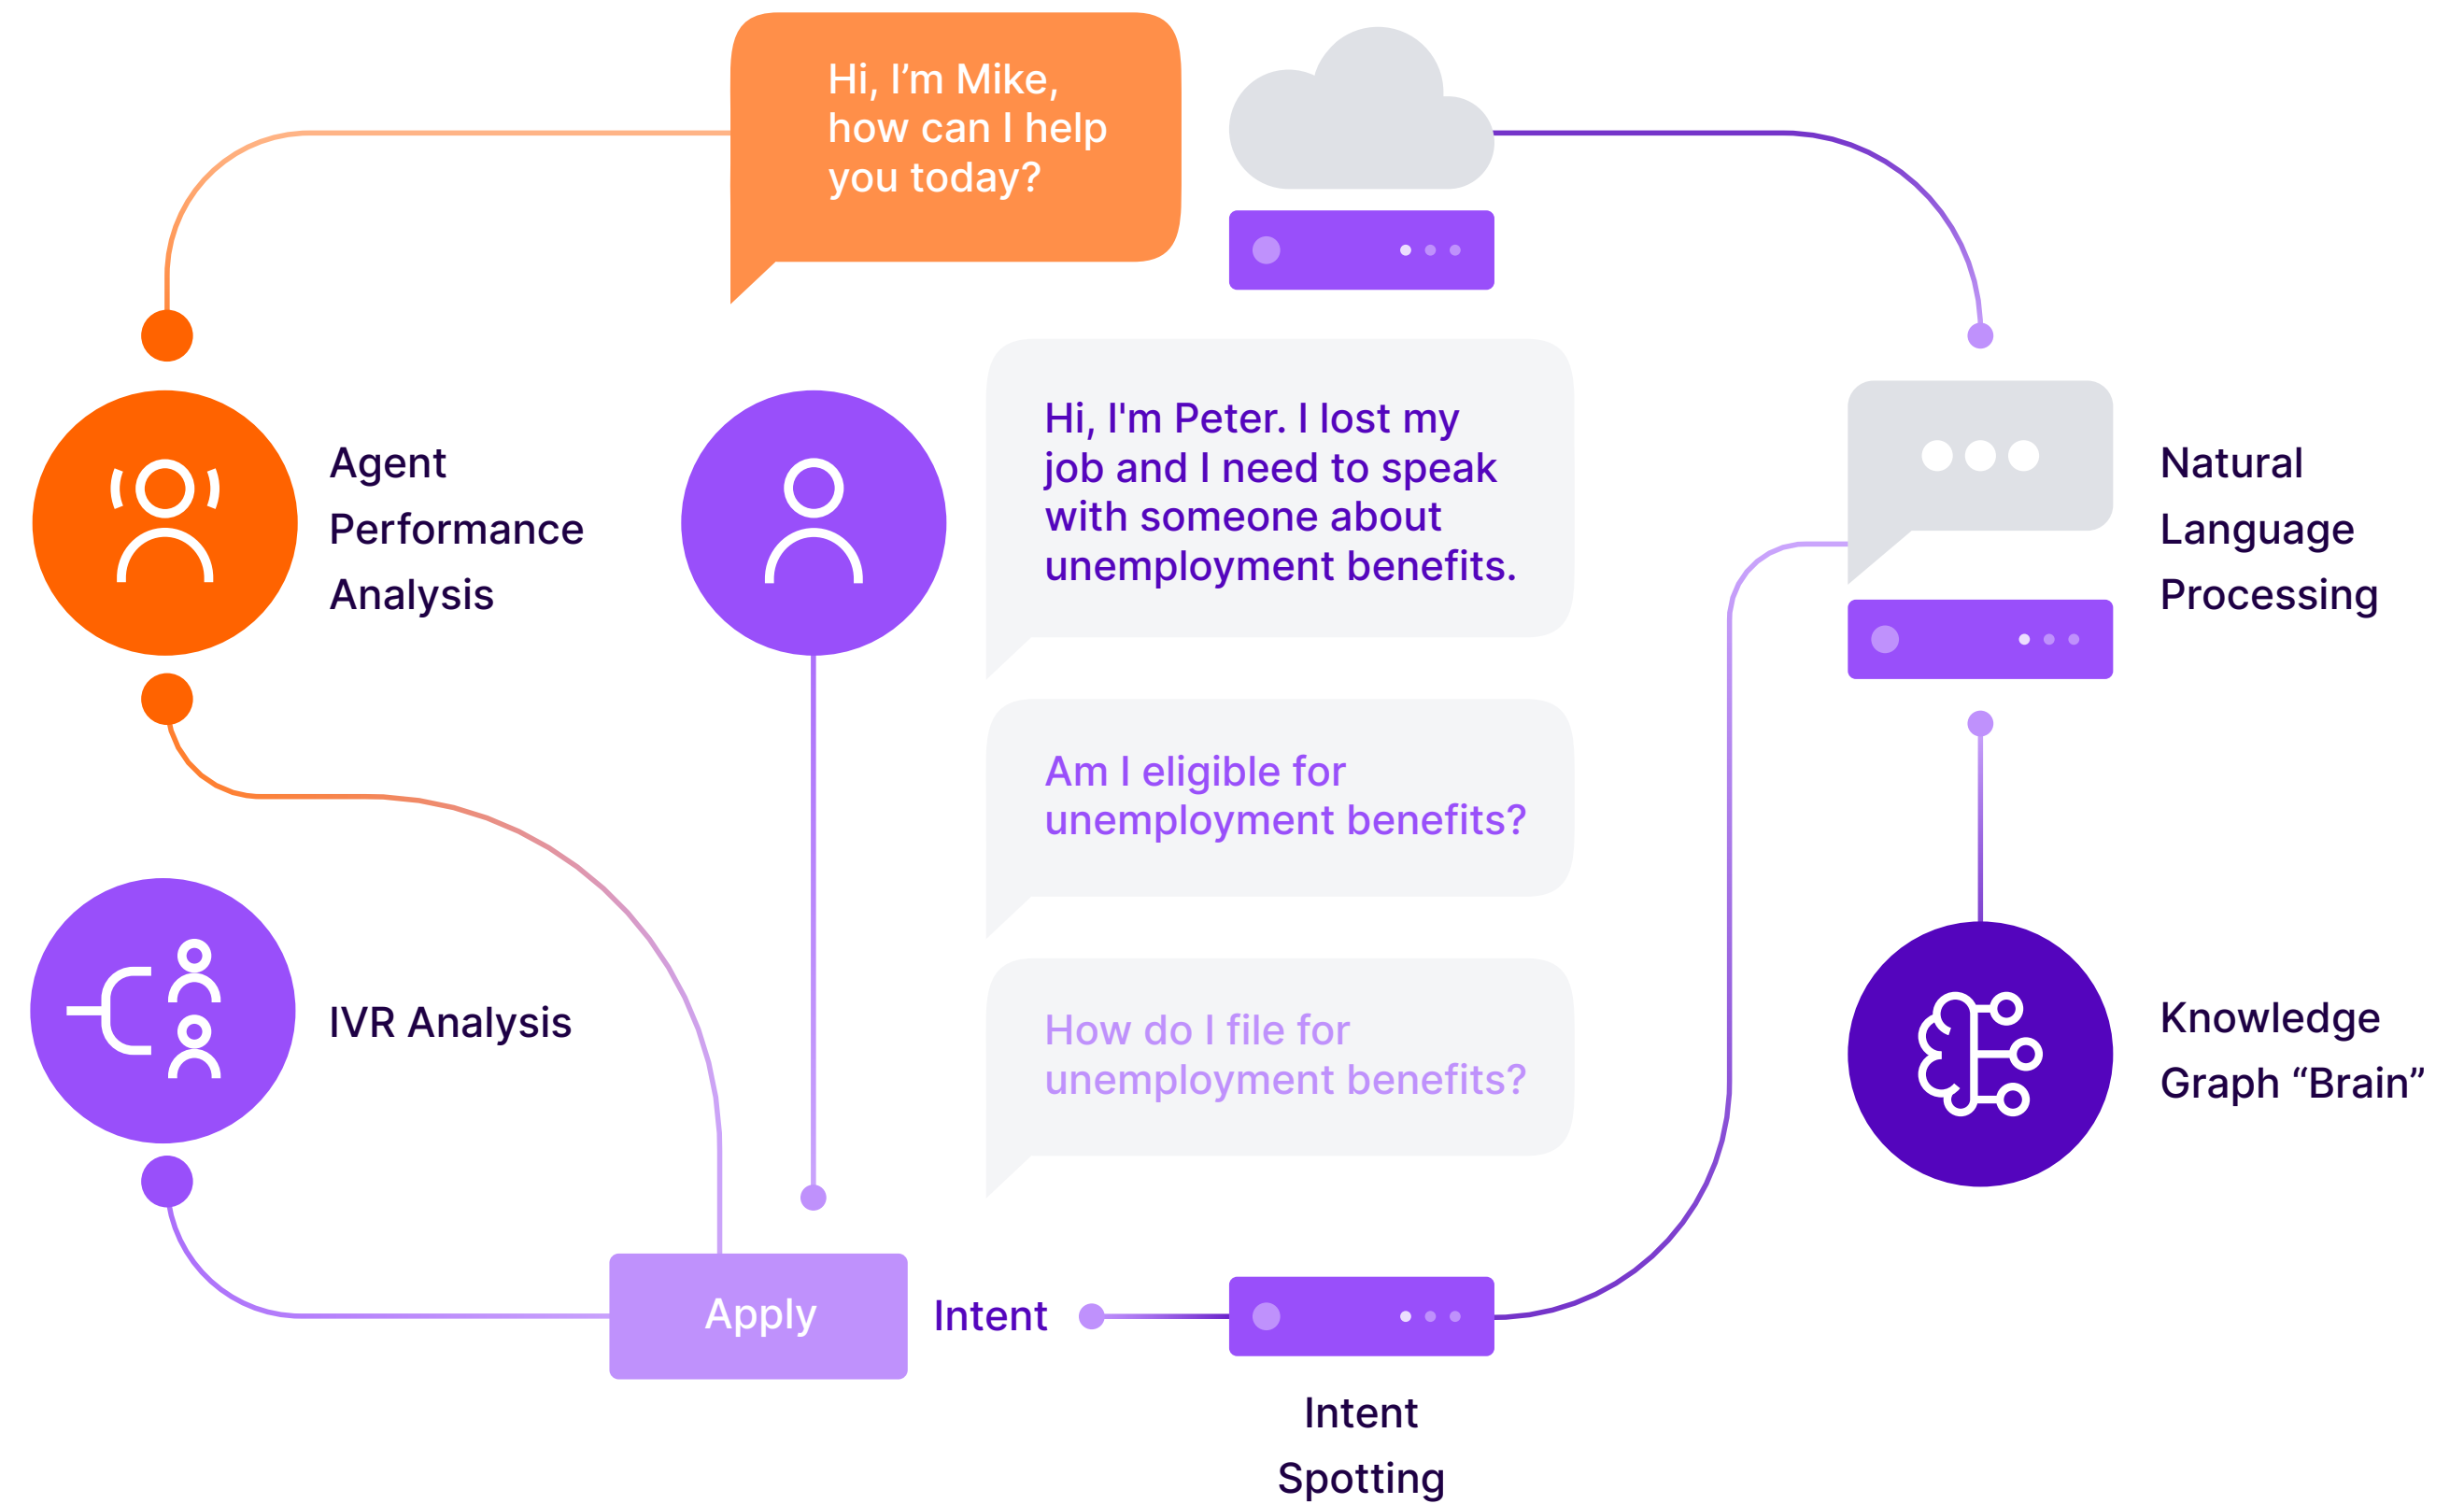 Hi, I’m Mike,
how can I help
you today?
Agent
Performance
Analysis
Hi, I'm Peter. I lost my
job and I need to speak
with someone about
unemployment benefits.
Natural
Language
Processing
Am I eligible for
unemployment benefits?
IVR Analysis
How do I file for
unemployment benefits?
Knowledge
Graph “Brain”
Apply
Intent
Intent
Spotting